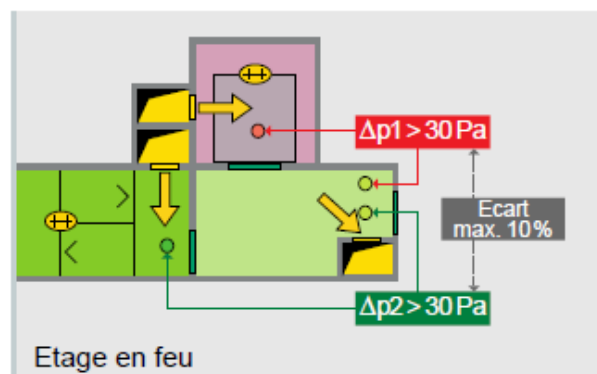 Δp1 > 30 Pa
Ecart
max. 10%
Δp2 > 30 Pa
Etage en feu